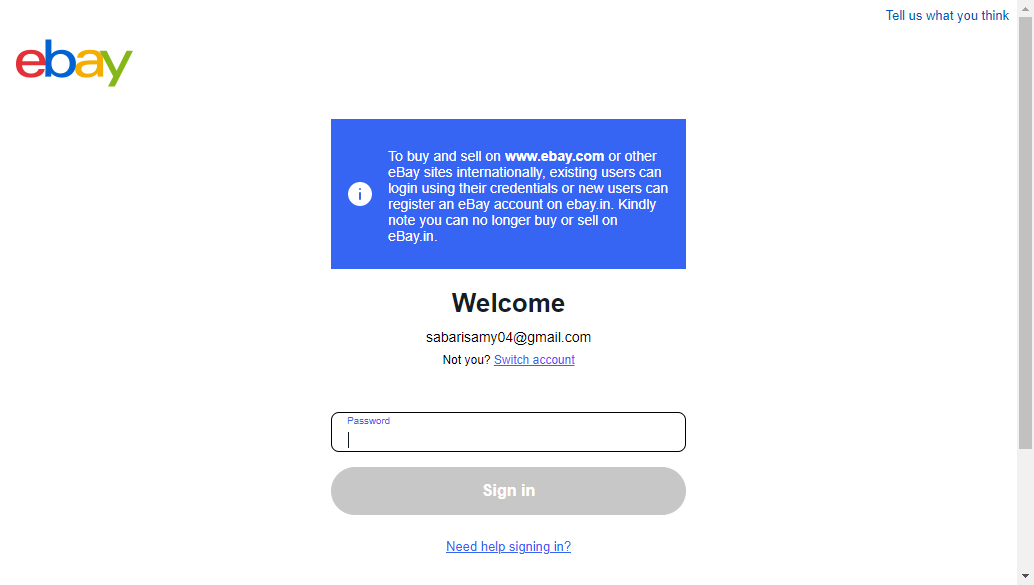 Tell us what you think
ebay
To buy and sell on www.ebay.com or other
eBay sites internationally, existing users can
login using their credentials or new users can
register an eBay account on ebay.in. Kindly
note you can no longer buy or sell on
eBay.in.
Welcome
sabarisamy04@gmail.com
Not you? Switch account
Password
Sign in
Need help signing in?